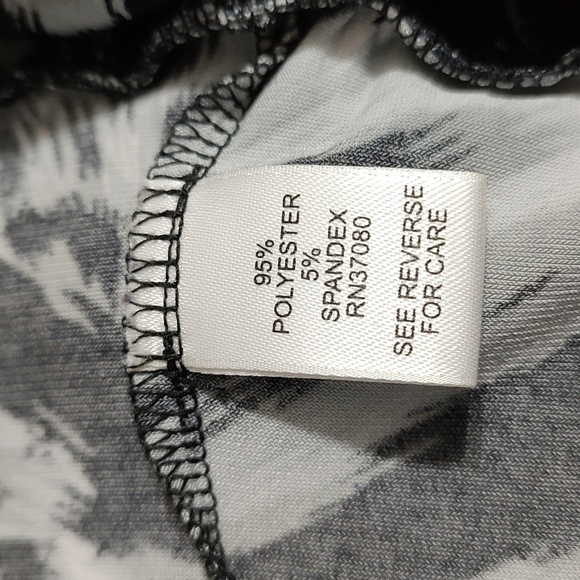 95%
POLYESTER
5%
SPANDEX
RN37080
SEE REVERSE
FOR CARE